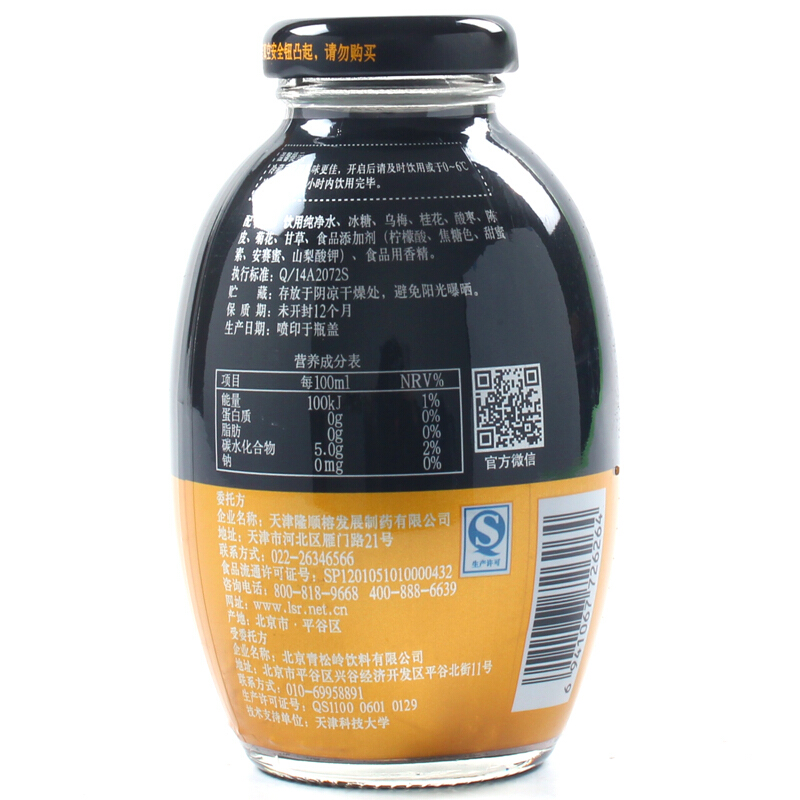 安全钮凸起，请勿购买
味更佳，开启后请及时饮用或于0~6℃
小时内饮用完毕。
饮用纯净水、冰糖、乌梅、桂花、酸枣、陈
皮、菊花、甘草、食品添加剂（柠檬酸、焦糖色、甜蜜
素、安赛蜜、山梨酸钾）、食品用香精。
执行标准：Q/14A2072S
贮 藏：存放于阴凉干燥处，避免阳光曝晒。
保 质 期：未开封12个月
生产日期：喷印于瓶盖
营养成分表
项目 每100ml NRV%
能量 100kJ 1%
蛋白质 0g 0%
脂肪 0g 0%
碳水化合物 5.0g 2%
钠 0mg 0%
官方微信
委托方
企业名称：天津隆顺榕发展制药有限公司
地址：天津市河北区雁门路21号
联系方式：022-26346566
食品流通许可证号：SP1201051010000432
咨询电话：800-818-9668 400-888-6639
网址：www.lsr.net.cn
产地：北京市·平谷区
受委托方
企业名称：北京青松岭饮料有限公司
地址：北京市平谷区兴谷经济开发区平谷北街11号
联系方式：010-69958891
生产许可证号：QS1100 0601 0129
技术支持单位：天津科技大学
生产许可
6 941067 726264